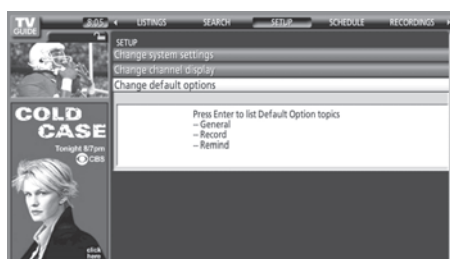 TV
GUIDE
8:05
LISTINGS
SEARCH
SETUP
SCHEDULE
RECORDINGS
SETUP
Change system settings
Change channel display
Change default options
Press Enter to list Default Option topics
– General
– Record
– Remind
COLD
CASE
Tonight 8/7pm
CBS
click
here